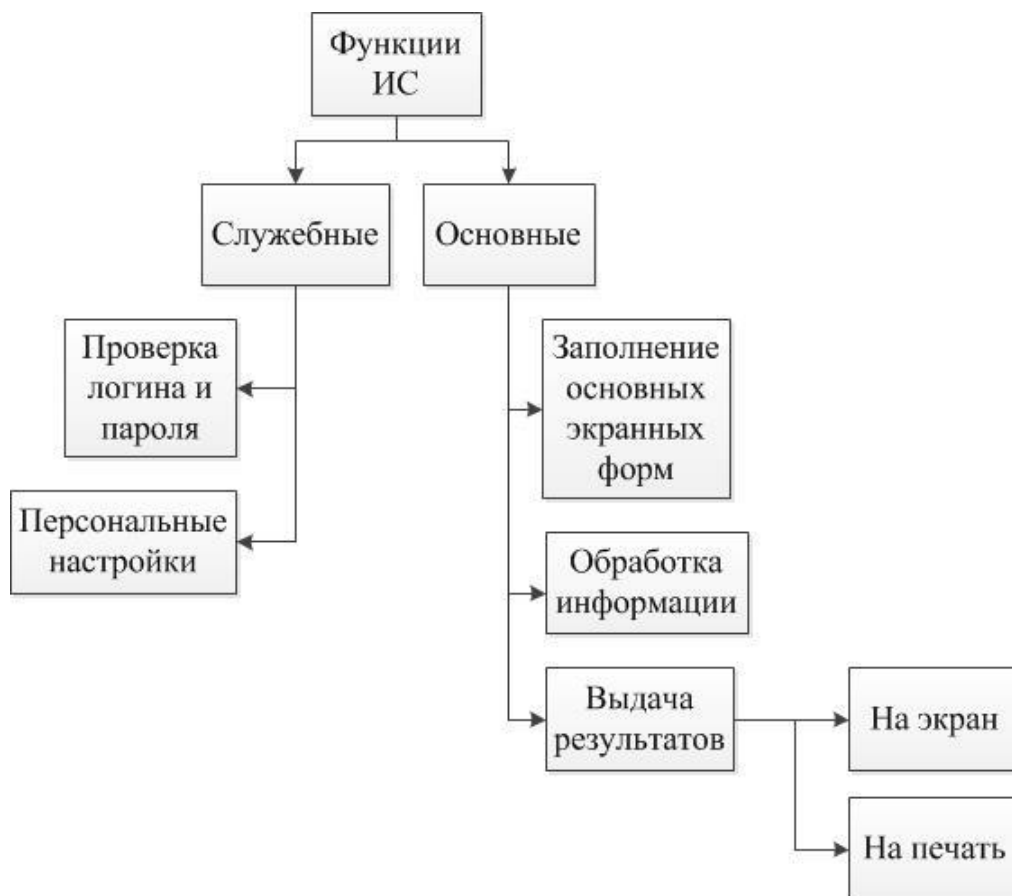 Функции
ИС
Служебные
Основные
Проверка
логина и
пароля
Персональные
настройки
Заполнение
основных
экранных
форм
Обработка
информации
Выдача
результатов
На экран
На печать